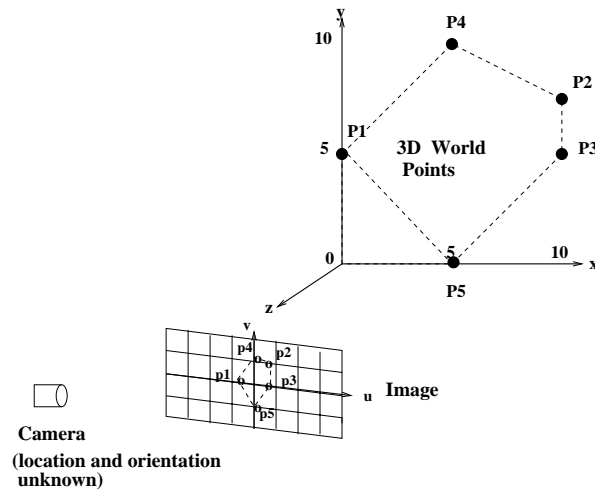 y
10
P4
P2
P1
5
3D World
Points
P3
0
5
10
x
P5
z
v
p4
p2
p1
p3
u
Image
p5
Camera
(location and orientation
unknown)